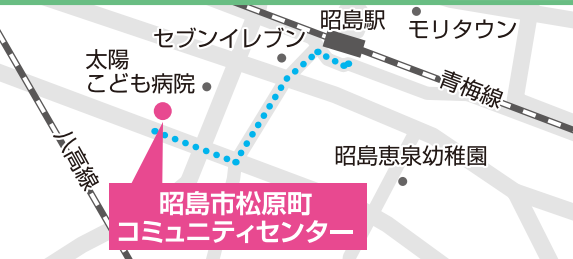 昭島駅
モリタウン
セブンイレブン
太陽
こども病院
青梅線
八高線
昭島恵泉幼稚園
昭島市松原町
コミュニティセンター